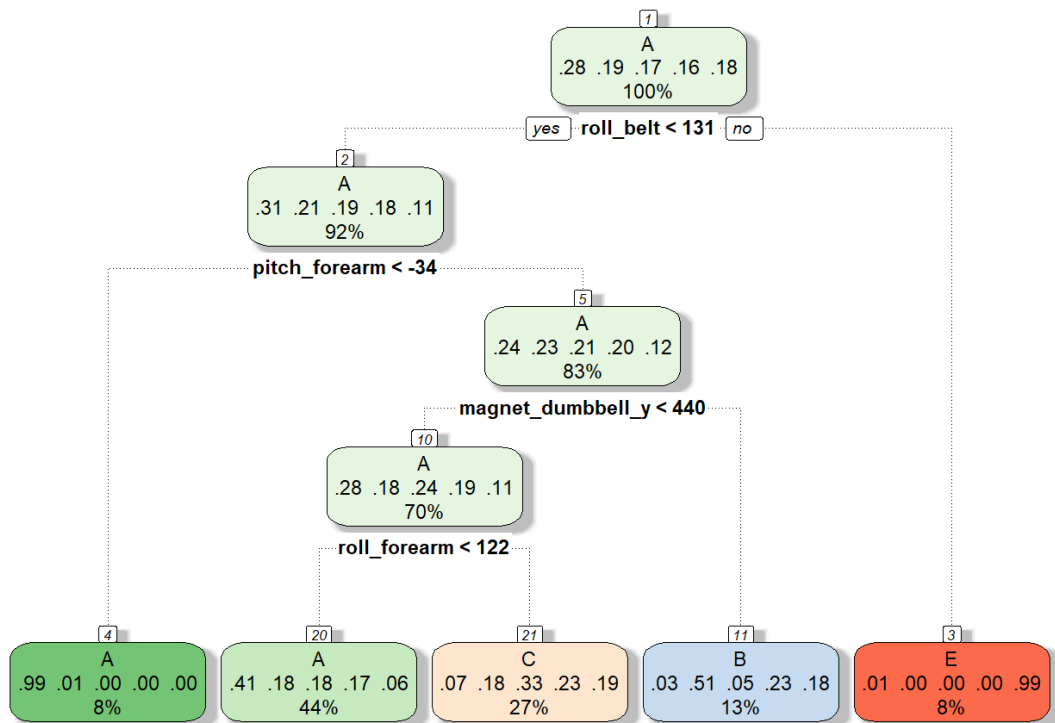 1
A
.28 .19 .17 .16 .18
100%
yes roll_belt < 131 no
2
A
.31 .21 .19 .18 .11
92%
pitch_forearm < -34
5
A
.24 .23 .21 .20 .12
83%
magnet_dumbbell_y < 440
10
A
.28 .18 .24 .19 .11
70%
roll_forearm < 122
4
A
.99 .01 .00 .00 .00
8%
20
A
.41 .18 .18 .17 .06
44%
21
C
.07 .18 .33 .23 .19
27%
11
B
.03 .51 .05 .23 .18
13%
3
E
.01 .00 .00 .00 .99
8%